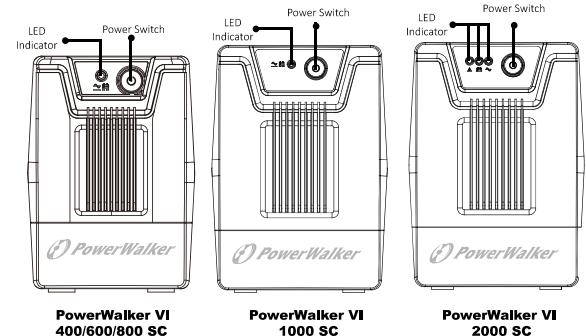 LED
Indicator
Power Switch
LED
Indicator
Power Switch
LED
Indicator
Power Switch
PowerWalker
PowerWalker
PowerWalker
PowerWalker VI
400/600/800 SC
PowerWalker VI
1000 SC
PowerWalker VI
2000 SC